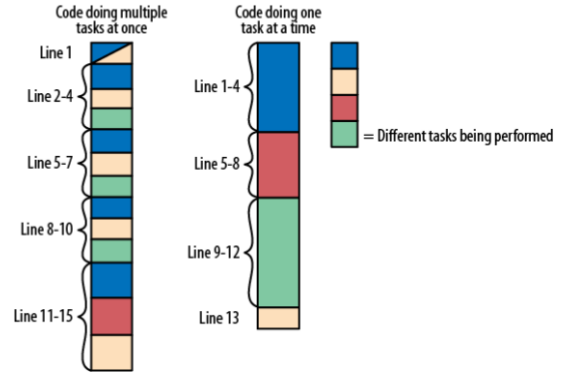 Code doing multiple
tasks at once
Line 1
Line 2-4
Line 5-7
Line 8-10
Line 11-15
Code doing one
task at a time
Line 1-4
Line 5-8
Line 9-12
Line 13
= Different tasks being performed